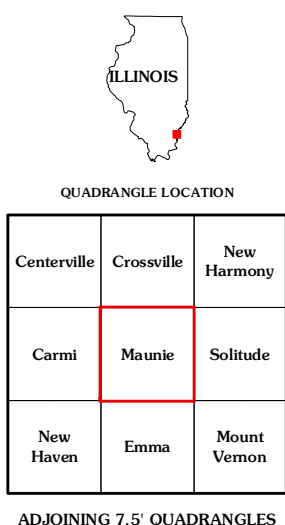 ILLINOIS
QUADRANGLE LOCATION
Centerville
Crossville
New
Harmony
Carmi
Maunie
Solitude
New
Haven
Emma
Mount
Vernon
ADJOINING 7.5' QUADRANGLES